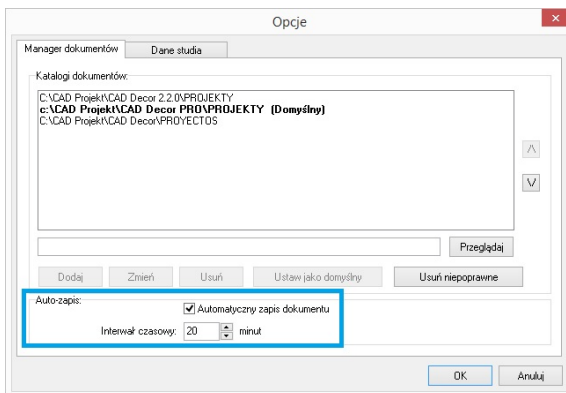 Opcje
Manager dokumentów Dane studia
Katalogi dokumentów:
C:\CAD Projekt\CAD Decor 2.2.0\PROJEKTY
c:\CAD Projekt\CAD Decor PRO\PROJEKTY (Domyślny)
C:\CAD Projekt\CAD Decor\PROYECTOS
/\
\/
Przeglądaj
Dodaj Zmień Usuń Ustaw jako domyślny Usuń niepoprawne
Auto-zapis:
Automatyczny zapis dokumentu
Interwał czasowy: 20 minut
OK Anuluj